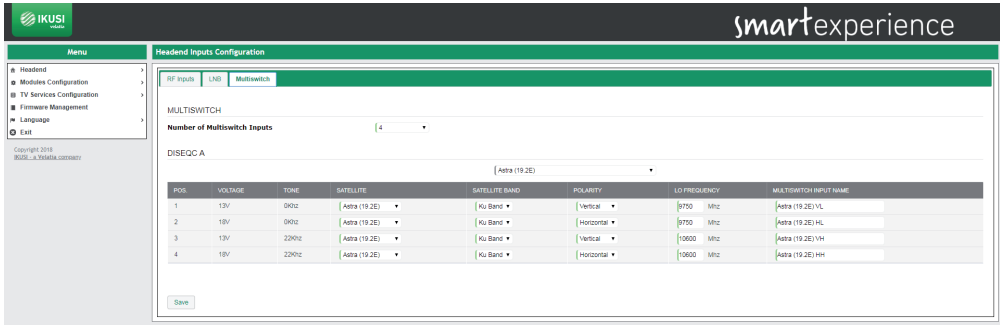 IKUSI
velatia
smartexperience
Menu
Headend Inputs Configuration
Headend
Modules Configuration
TV Services Configuration
Firmware Management
Language
Exit
Copyright 2018
IKUSI - a Velatia company
RF Inputs LNB Multiswitch
MULTISWITCH
Number of Multiswitch Inputs 4
DISEQC A
Astra (19.2E)
POS. VOLTAGE TONE SATELLITE SATELLITE BAND POLARITY LO FREQUENCY MULTISWITCH INPUT NAME
1 13V 0Khz Astra (19.2E) Ku Band Vertical 9750 Mhz Astra (19.2E) VL
2 18V 0Khz Astra (19.2E) Ku Band Horizontal 9750 Mhz Astra (19.2E) HL
3 13V 22Khz Astra (19.2E) Ku Band Vertical 10600 Mhz Astra (19.2E) VH
4 18V 22Khz Astra (19.2E) Ku Band Horizontal 10600 Mhz Astra (19.2E) HH
Save